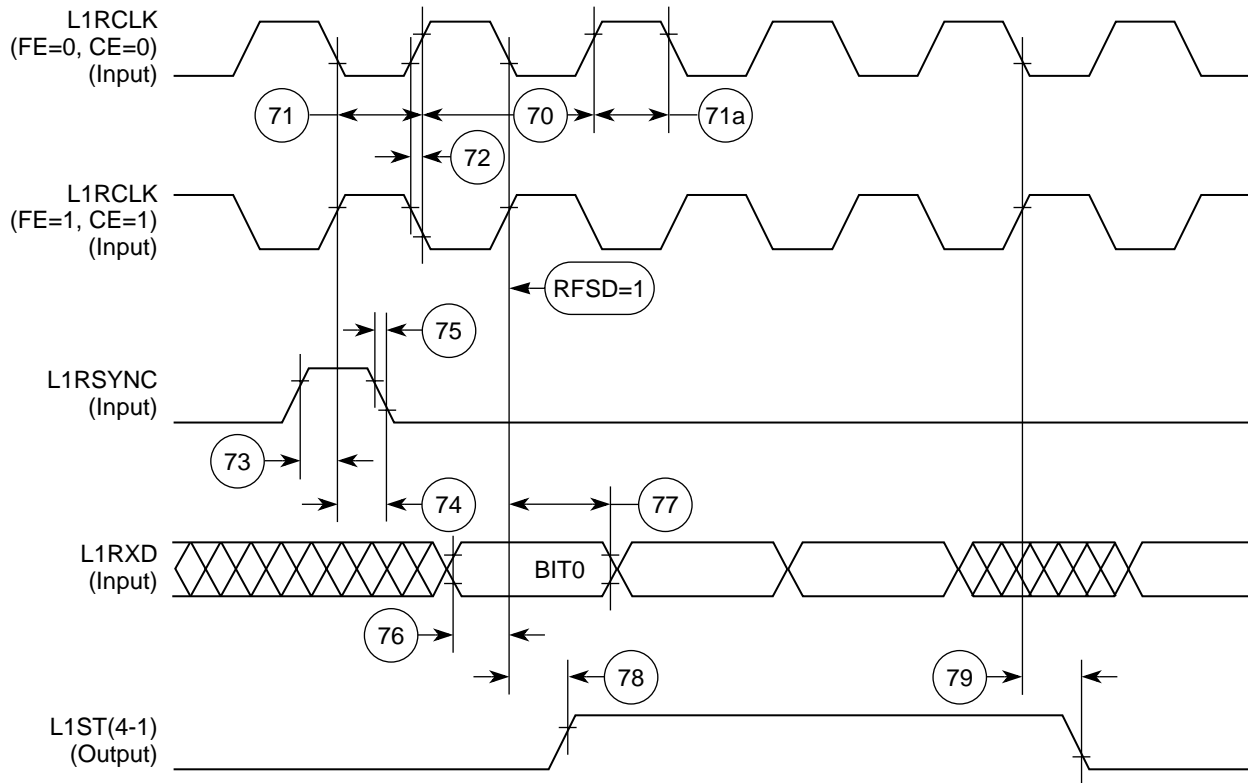 L1RCLK
(FE=0, CE=0)
(Input)
71
70
71a
72
L1RCLK
(FE=1, CE=1)
(Input)
RFSD=1
75
L1RSYNC
(Input)
73
74
77
L1RXD
(Input)
BIT0
76
78
79
L1ST(4-1)
(Output)